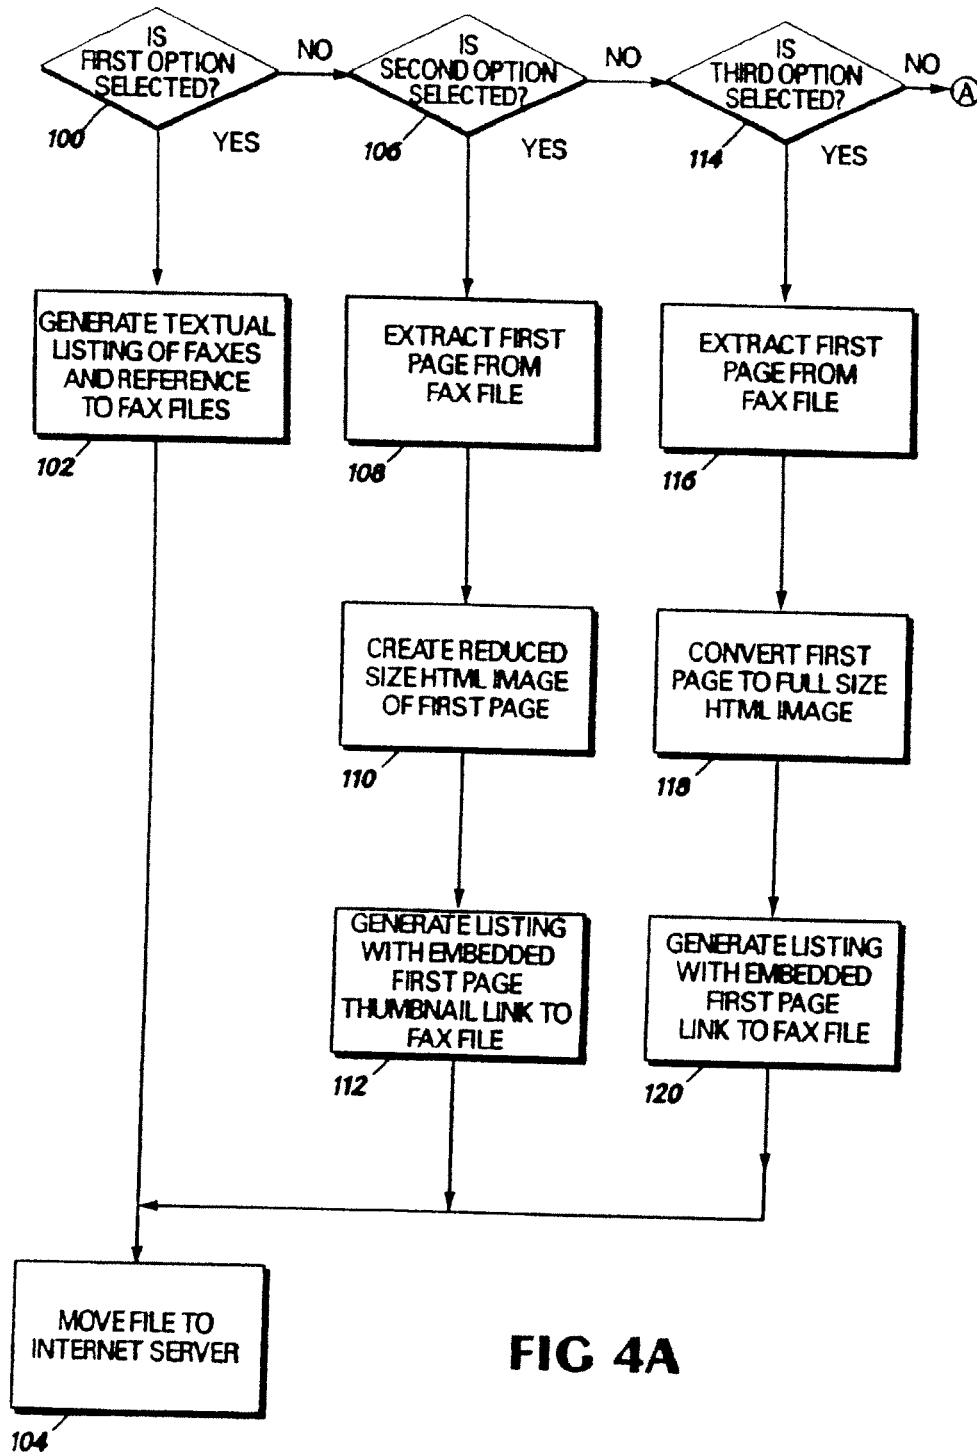 IS
FIRST OPTION
SELECTED?
NO
100
YES
IS
SECOND OPTION
SELECTED?
NO
106
YES
IS
THIRD OPTION
SELECTED?
NO
A
114
YES
GENERATE TEXTUAL
LISTING OF FAXES
AND REFERENCE
TO FAX FILES
102
EXTRACT FIRST
PAGE FROM
FAX FILE
108
EXTRACT FIRST
PAGE FROM
FAX FILE
116
CREATE REDUCED
SIZE HTML IMAGE
OF FIRST PAGE
110
CONVERT FIRST
PAGE TO FULL SIZE
HTML IMAGE
118
GENERATE LISTING
WITH EMBEDDED
FIRST PAGE
THUMBNAIL LINK TO
FAX FILE
112
GENERATE LISTING
WITH EMBEDDED
FIRST PAGE
LINK TO FAX FILE
120
MOVE FILE TO
INTERNET SERVER
104
FIG 4A